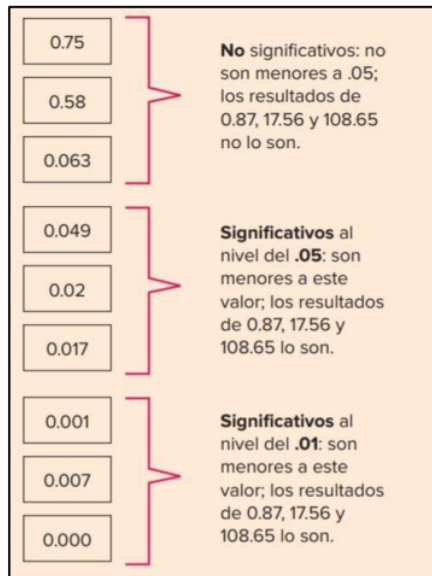 0.75
0.58
0.063
No significativos: no
son menores a .05;
los resultados de
0.87, 17.56 y 108.65
no lo son.
0.049
0.02
0.017
Significativos al
nivel del .05: son
menores a este
valor; los resultados
de 0.87, 17.56 y
108.65 lo son.
0.001
0.007
0.000
Significativos al
nivel del .01: son
menores a este
valor; los resultados
de 0.87, 17.56 y
108.65 lo son.